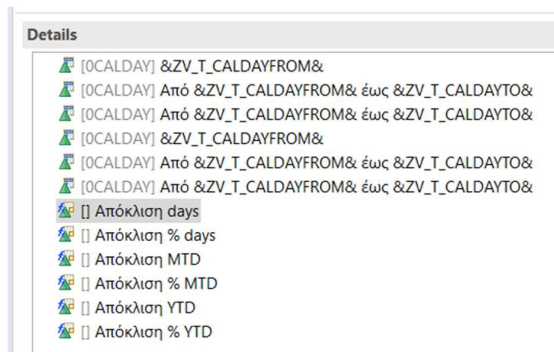 Details
[0CALDAY] &ZV_T_CALDAYFROM&
[0CALDAY] Από &ZV_T_CALDAYFROM& έως &ZV_T_CALDAYTO&
[0CALDAY] Από &ZV_T_CALDAYFROM& έως &ZV_T_CALDAYTO&
[0CALDAY] &ZV_T_CALDAYFROM&
[0CALDAY] Από &ZV_T_CALDAYFROM& έως &ZV_T_CALDAYTO&
[0CALDAY] Από &ZV_T_CALDAYFROM& έως &ZV_T_CALDAYTO&
[] Απόκλιση days
[] Απόκλιση % days
[] Απόκλιση MTD
[] Απόκλιση % MTD
[] Απόκλιση YTD
[] Απόκλιση % YTD